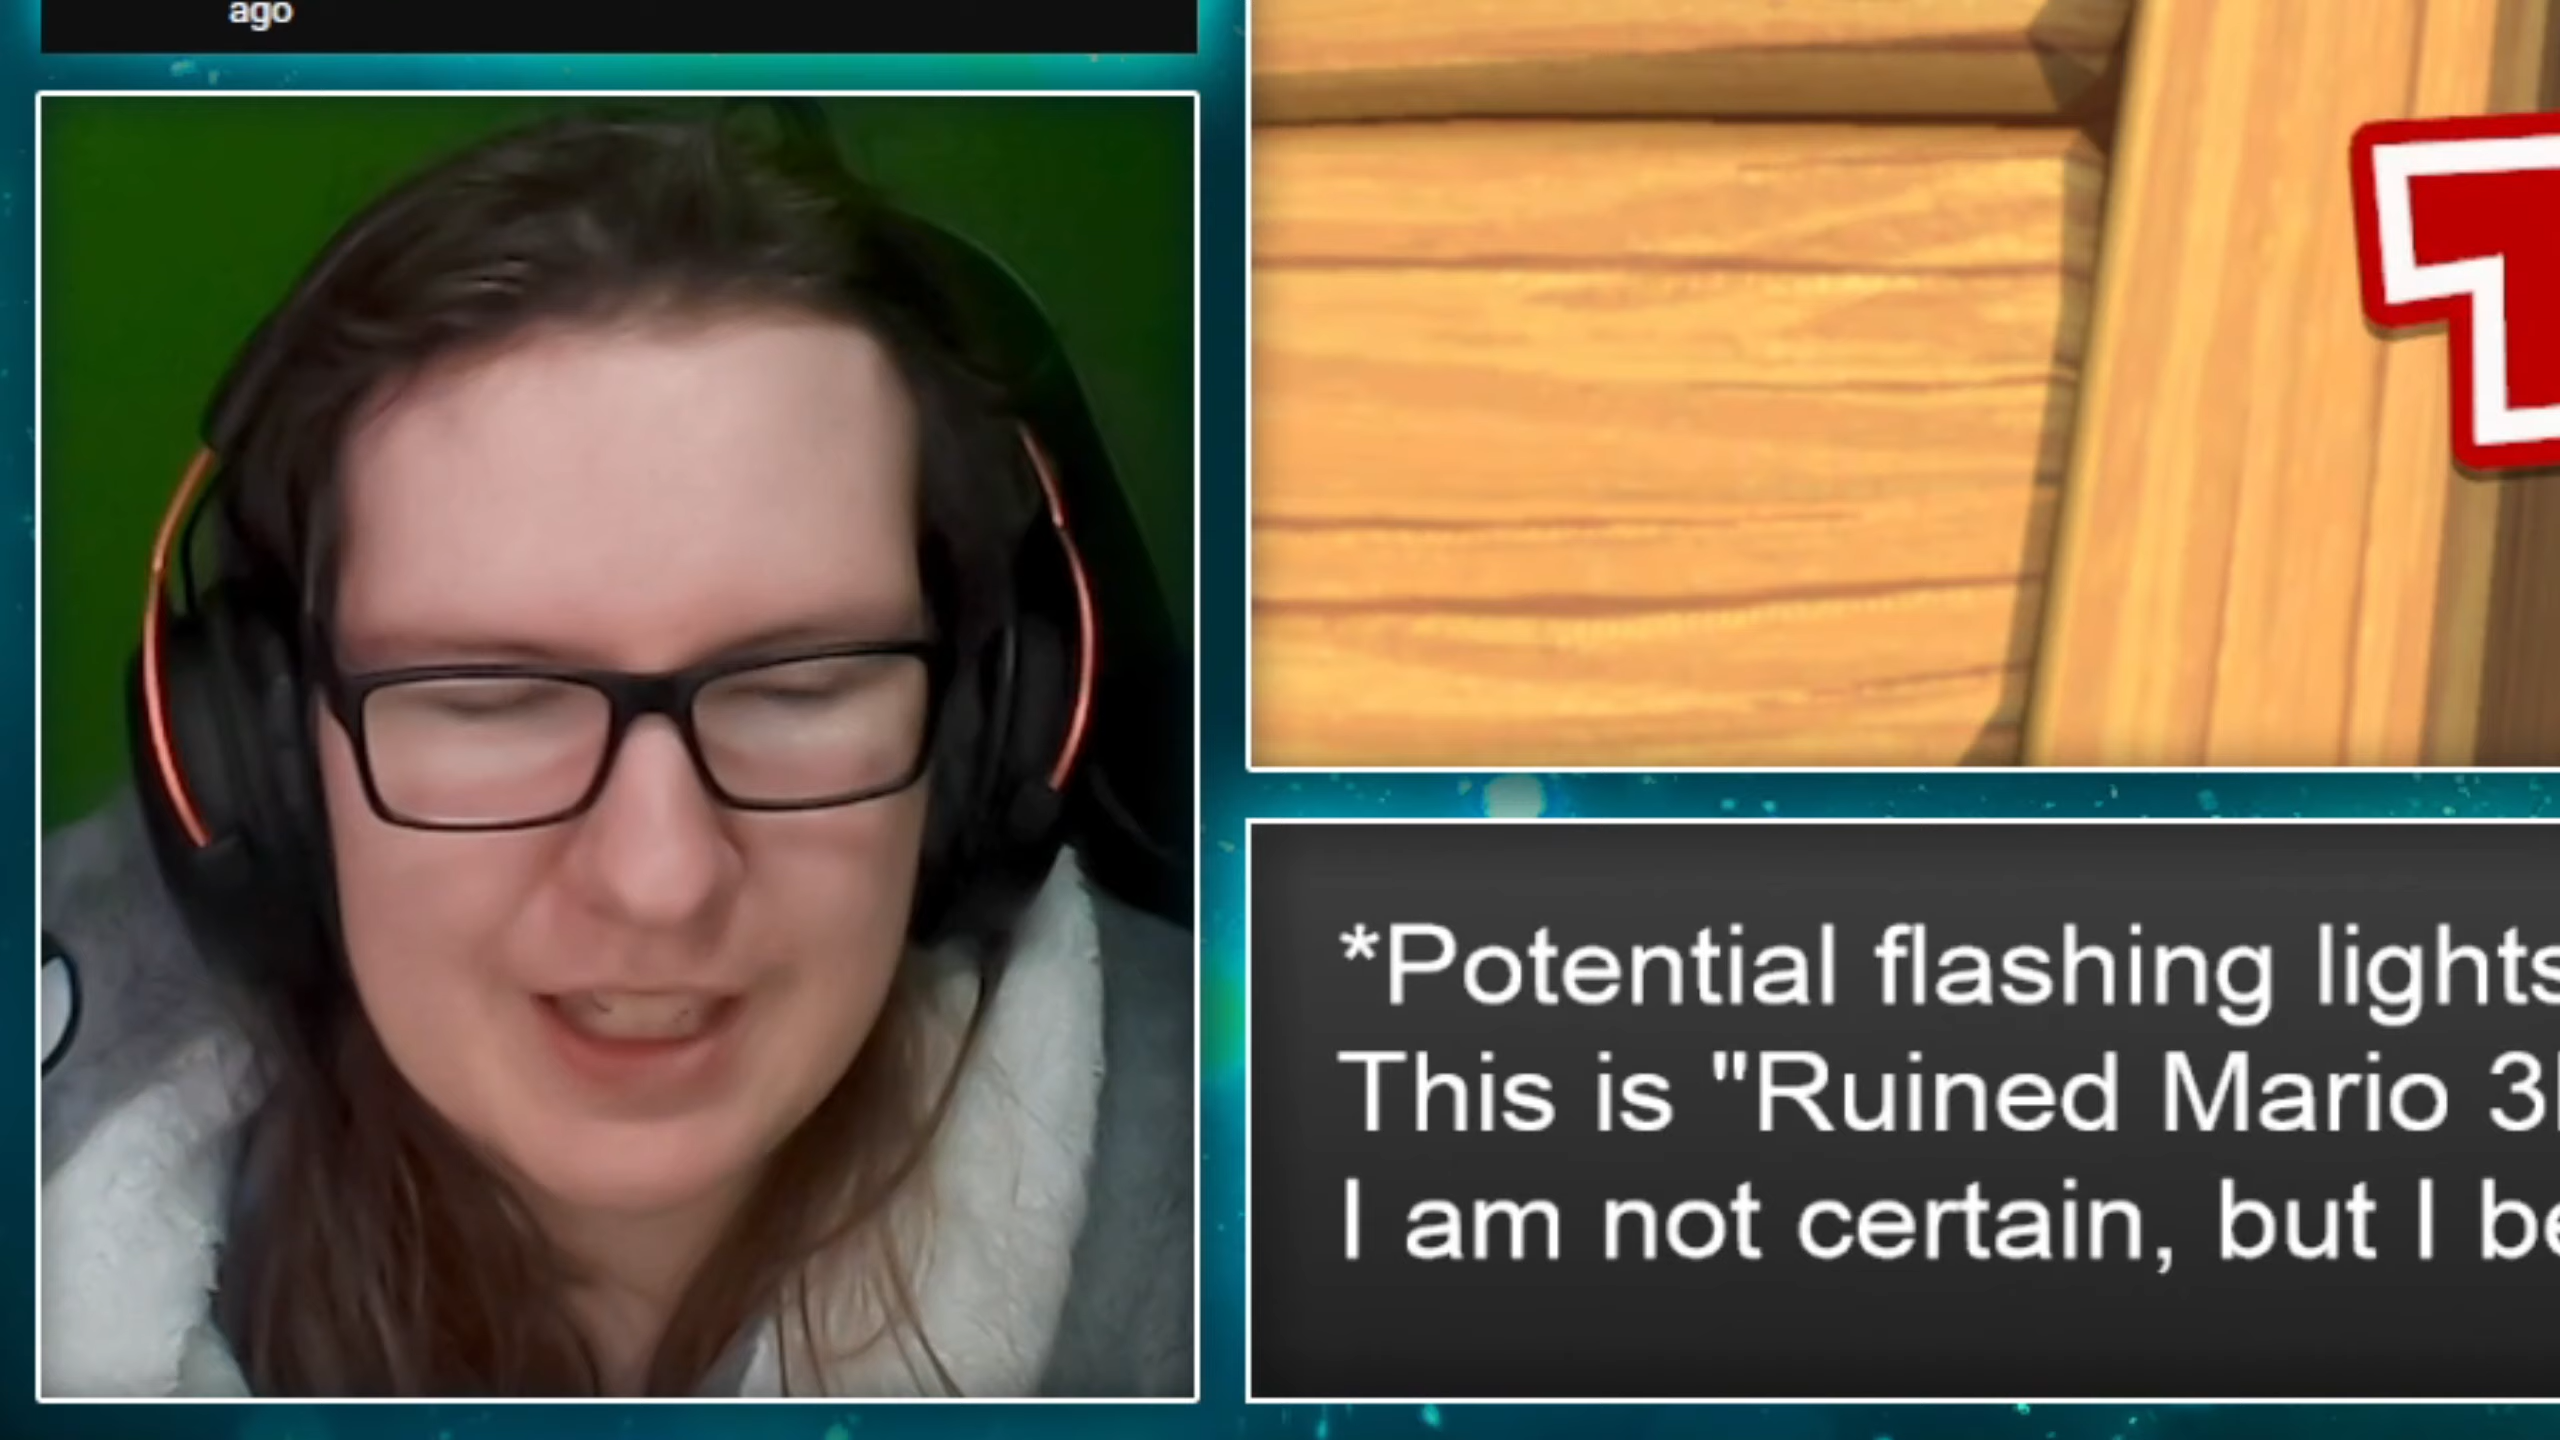 ago
*Potential flashing lights
This is "Ruined Mario 3
I am not certain, but I be